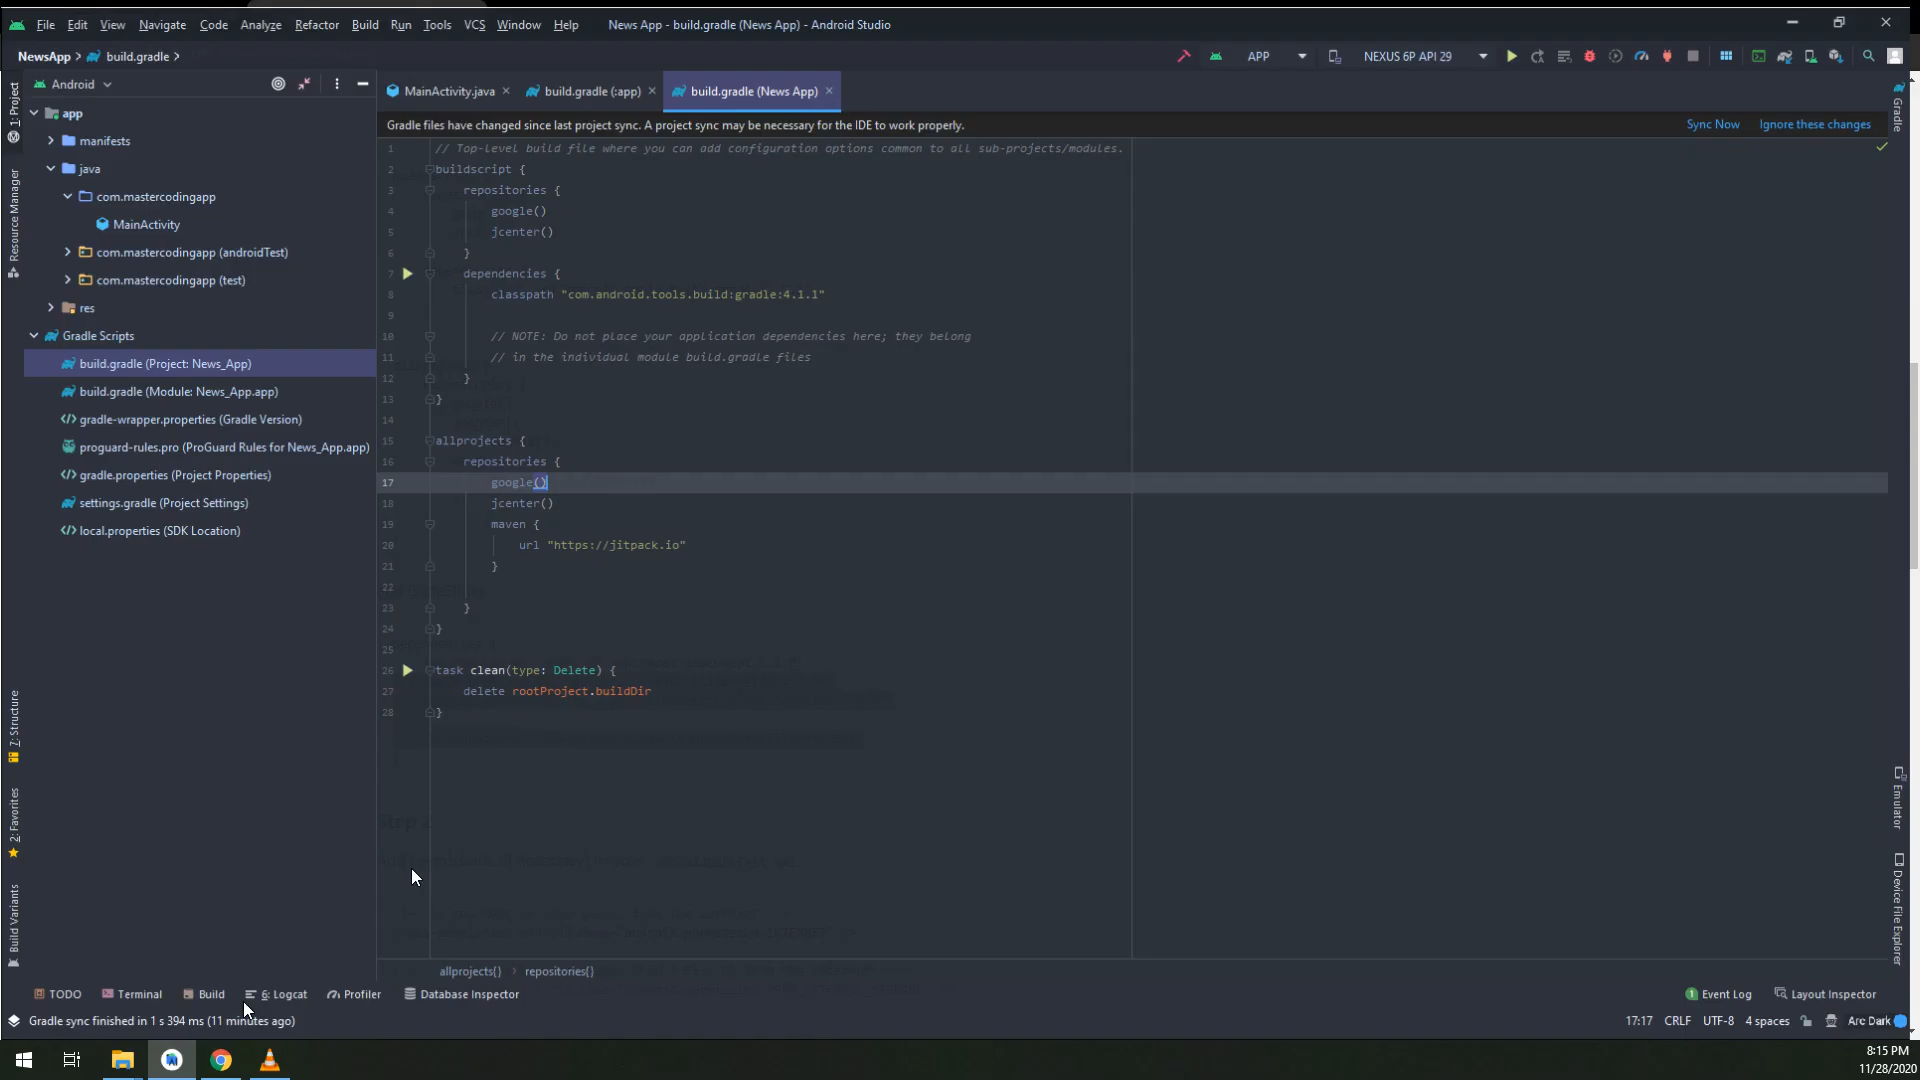 File Edit View Navigate Code Analyze Refactor Build Run Tools VCS Window Help News App - build.gradle (News App) - Android Studio
NewsApp build.gradle APP NEXUS 6P API 29
Android
MainActivity.java build.gradle (:app) build.gradle (News App)
Gradle files have changed since last project sync. A project sync may be necessary for the IDE to work properly. Sync Now Ignore these changes
1: Project
Resource Manager
7: Structure
2: Favorites
Build Variants
app
manifests
java
com.mastercodingapp
MainActivity
com.mastercodingapp (androidTest)
com.mastercodingapp (test)
res
Gradle Scripts
build.gradle (Project: News_App)
build.gradle (Module: News_App.app)
gradle-wrapper.properties (Gradle Version)
proguard-rules.pro (ProGuard Rules for News_App.app)
gradle.properties (Project Properties)
settings.gradle (Project Settings)
local.properties (SDK Location)
1 // Top-level build file where you can add configuration options common to all sub-projects/modules.
2 buildscript {
3 repositories {
4 google()
5 jcenter()
6 }
7 dependencies {
8 classpath "com.android.tools.build:gradle:4.1.1"
9
10 // NOTE: Do not place your application dependencies here; they belong
11 // in the individual module build.gradle files
12 }
13 }
14
15 allprojects {
16 repositories {
17 google()
18 jcenter()
19 maven {
20 url "https://jitpack.io"
21 }
22
23 }
24 }
25
26 task clean(type: Delete) {
27 delete rootProject.buildDir
28 }
Step 2
Gradle
Emulator
Device File Explorer
allprojects{} repositories{}
TODO Terminal Build 6: Logcat Profiler Database Inspector 1 Event Log Layout Inspector
Gradle sync finished in 1 s 394 ms (11 minutes ago) 17:17 CRLF UTF-8 4 spaces Arc Dark
8:15 PM
11/28/2020